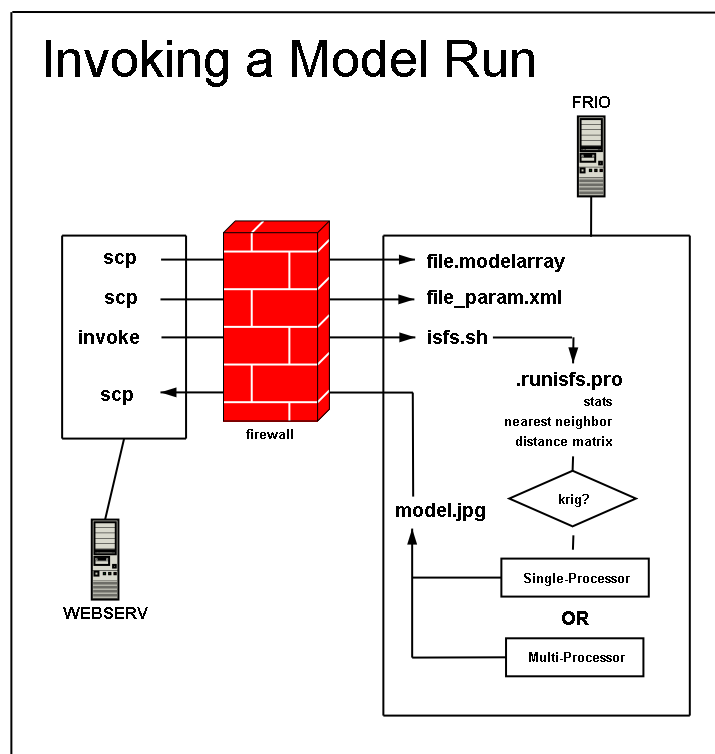 Invoking a Model Run
FRIO
scp
file.modelarray
scp
file_param.xml
invoke
isfs.sh
.runisfs.pro
scp
stats
nearest neighbor
distance matrix
firewall
krig?
model.jpg
Single-Processor
WEBSERV
OR
Multi-Processor